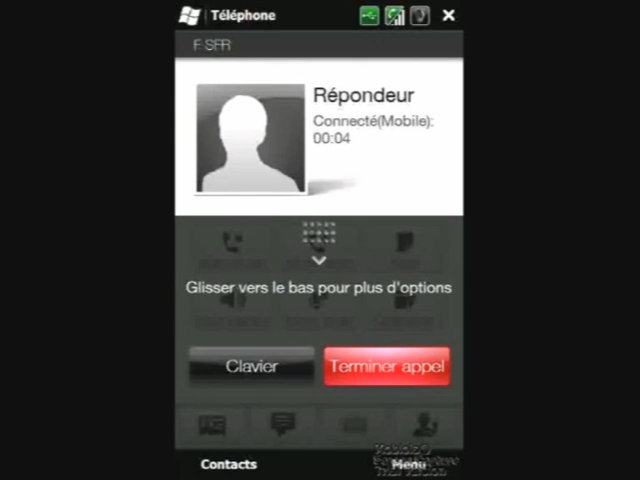 Téléphone
F SFR
Répondeur
Connecté(Mobile):
00:04
Glisser vers le bas pour plus d'options
Clavier
Terminer appel
Contacts
Menu